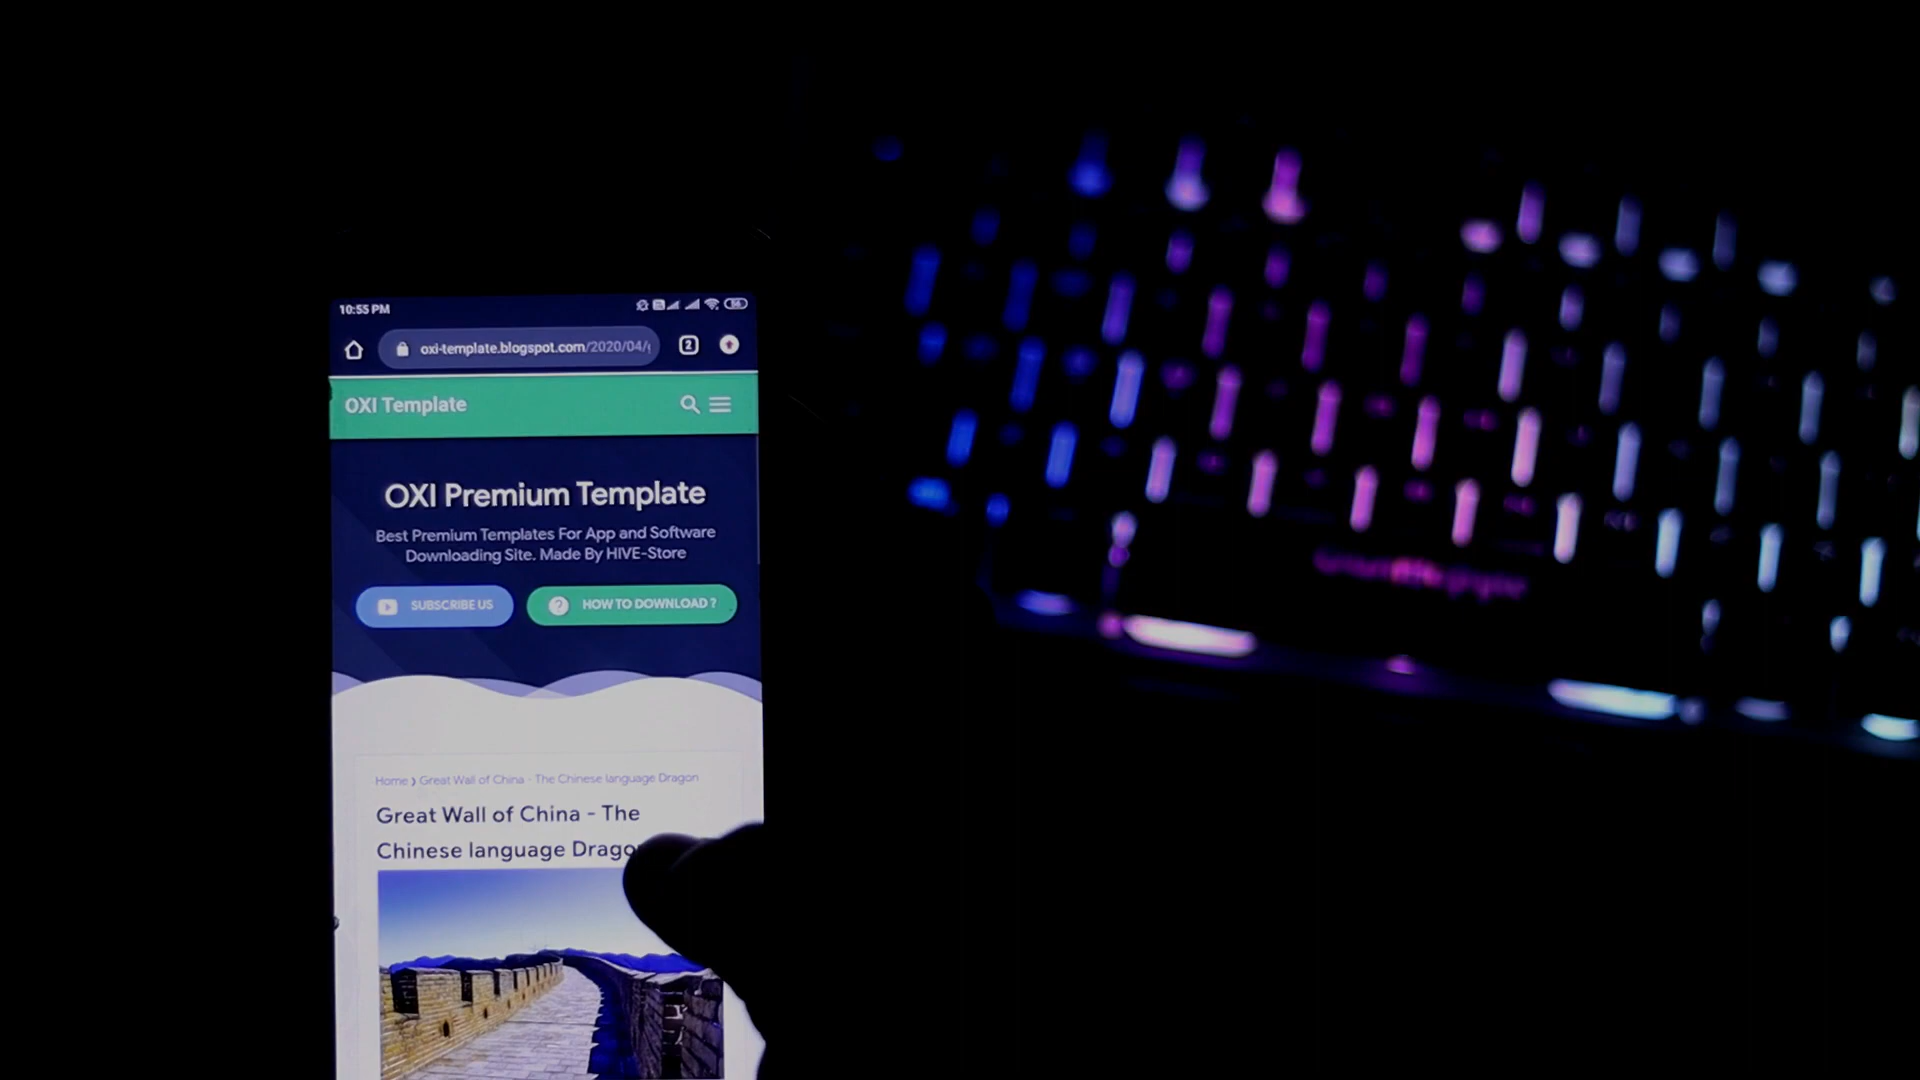 10:55 PM
56
oxi-template.blogspot.com/2020/04/
2
OXI Template
OXI Premium Template
Best Premium Templates For App and Software
Downloading Site. Made By HIVE-Store
SUBSCRIBE US
HOW TO DOWNLOAD ?
Home ❯ Great Wall of China - The Chinese language Dragon
Great Wall of China - The
Chinese language Drago